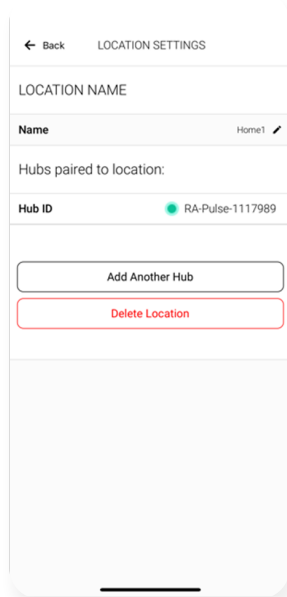 Back LOCATION SETTINGS
LOCATION NAME
Name Home1
Hubs paired to location:
Hub ID RA-Pulse-1117989
Add Another Hub
Delete Location